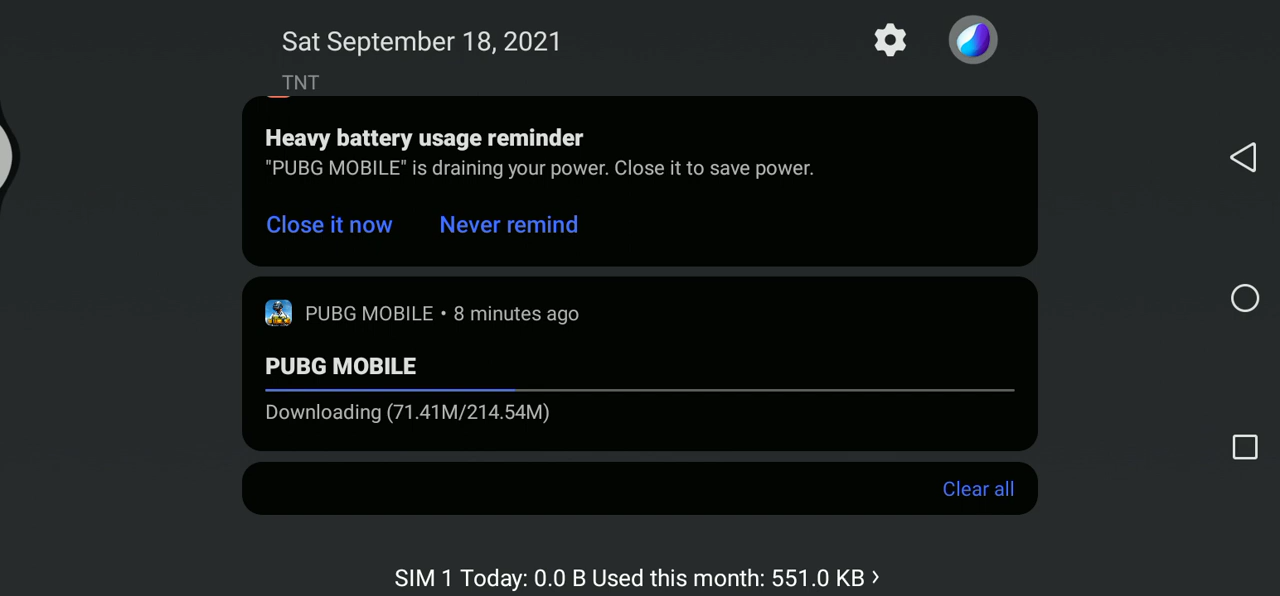 Sat September 18, 2021
TNT
Heavy battery usage reminder
"PUBG MOBILE" is draining your power. Close it to save power.
Close it now Never remind
PUBG MOBILE • 8 minutes ago
PUBG MOBILE
Downloading (71.41M/214.54M)
Clear all
SIM 1 Today: 0.0 B Used this month: 551.0 KB ›